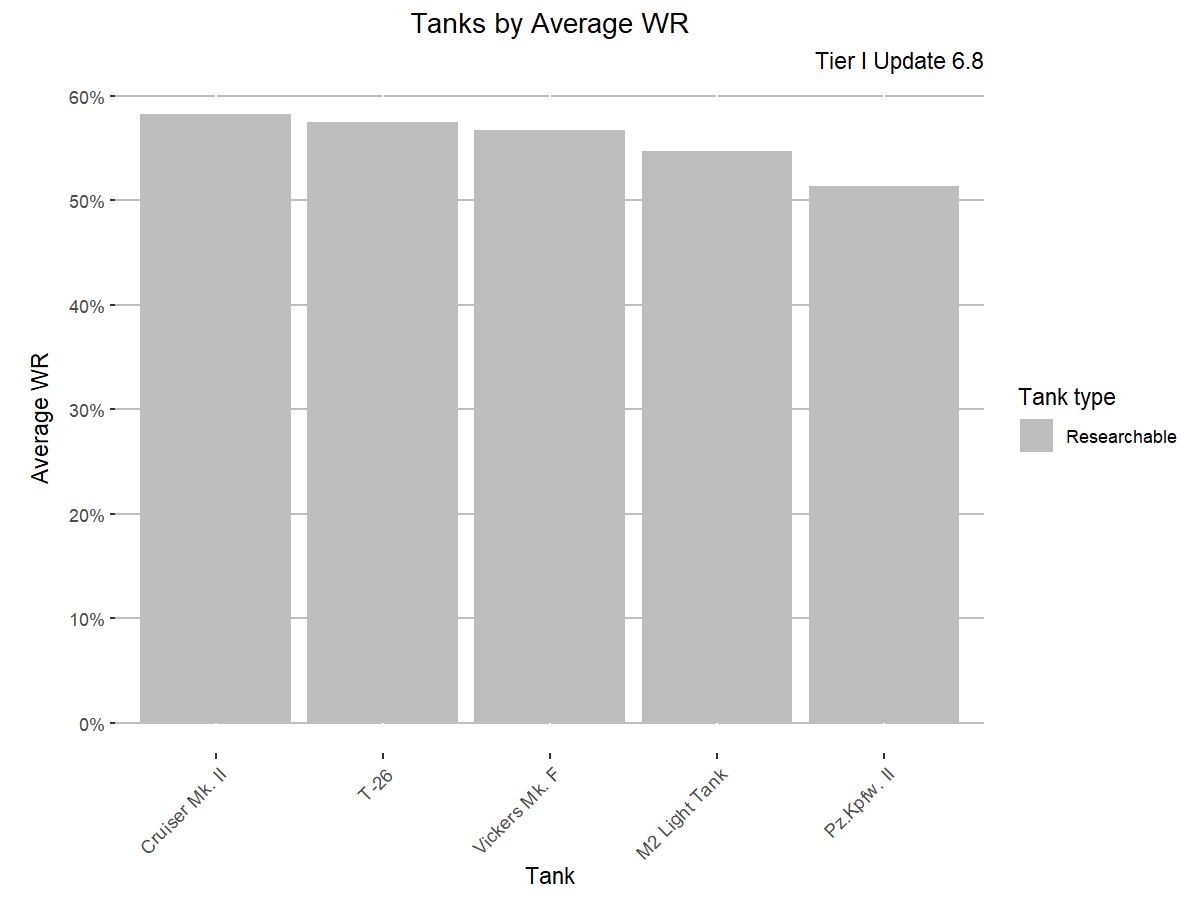 Tanks by Average WR
Tier I Update 6.8
60%
50%
40%
30%
20%
10%
0%
Average WR
Cruiser Mk. II
T-26
Vickers Mk. F
M2 Light Tank
Pz.Kpfw. II
Tank
Tank type
Researchable